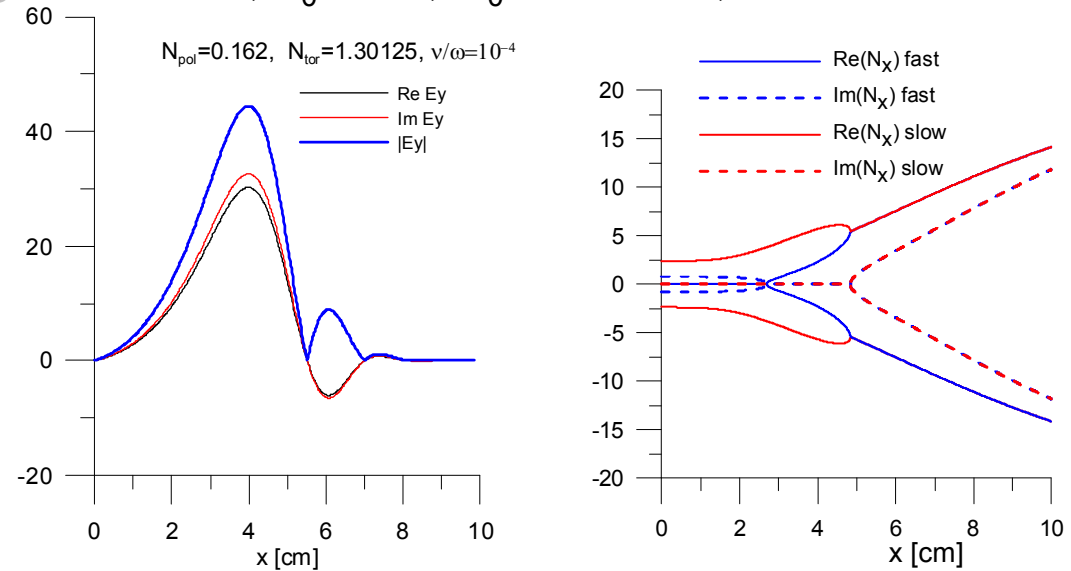 60
40
20
0
-20
0 2 4 6 8 10
x [cm]
N_pol=0.162, N_tor=1.30125, ν/ω=10⁻⁴
Re Ey
Im Ey
|Ey|
Re(N_X) fast
Im(N_X) fast
Re(N_X) slow
Im(N_X) slow
20
15
10
5
0
-5
-10
-15
-20
0 2 4 6 8 10
x [cm]